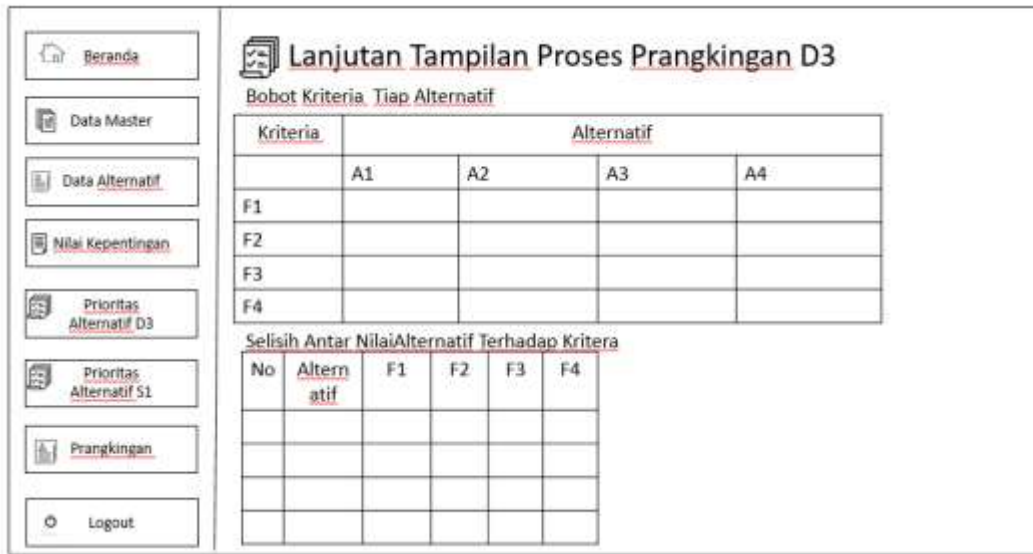 Beranda
Data Master
Data Alternatif
Nilai Kepentingan
Prioritas
Alternatif D3
Prioritas
Alternatif S1
Prangkingan
Logout
Lanjutan Tampilan Proses Prangkingan D3
Bobot Kriteria Tiap Alternatif
Kriteria Alternatif
A1 A2 A3 A4
F1
F2
F3
F4
Selisih Antar NilaiAlternatif Terhadap Kritera
No Altern F1 F2 F3 F4
atif